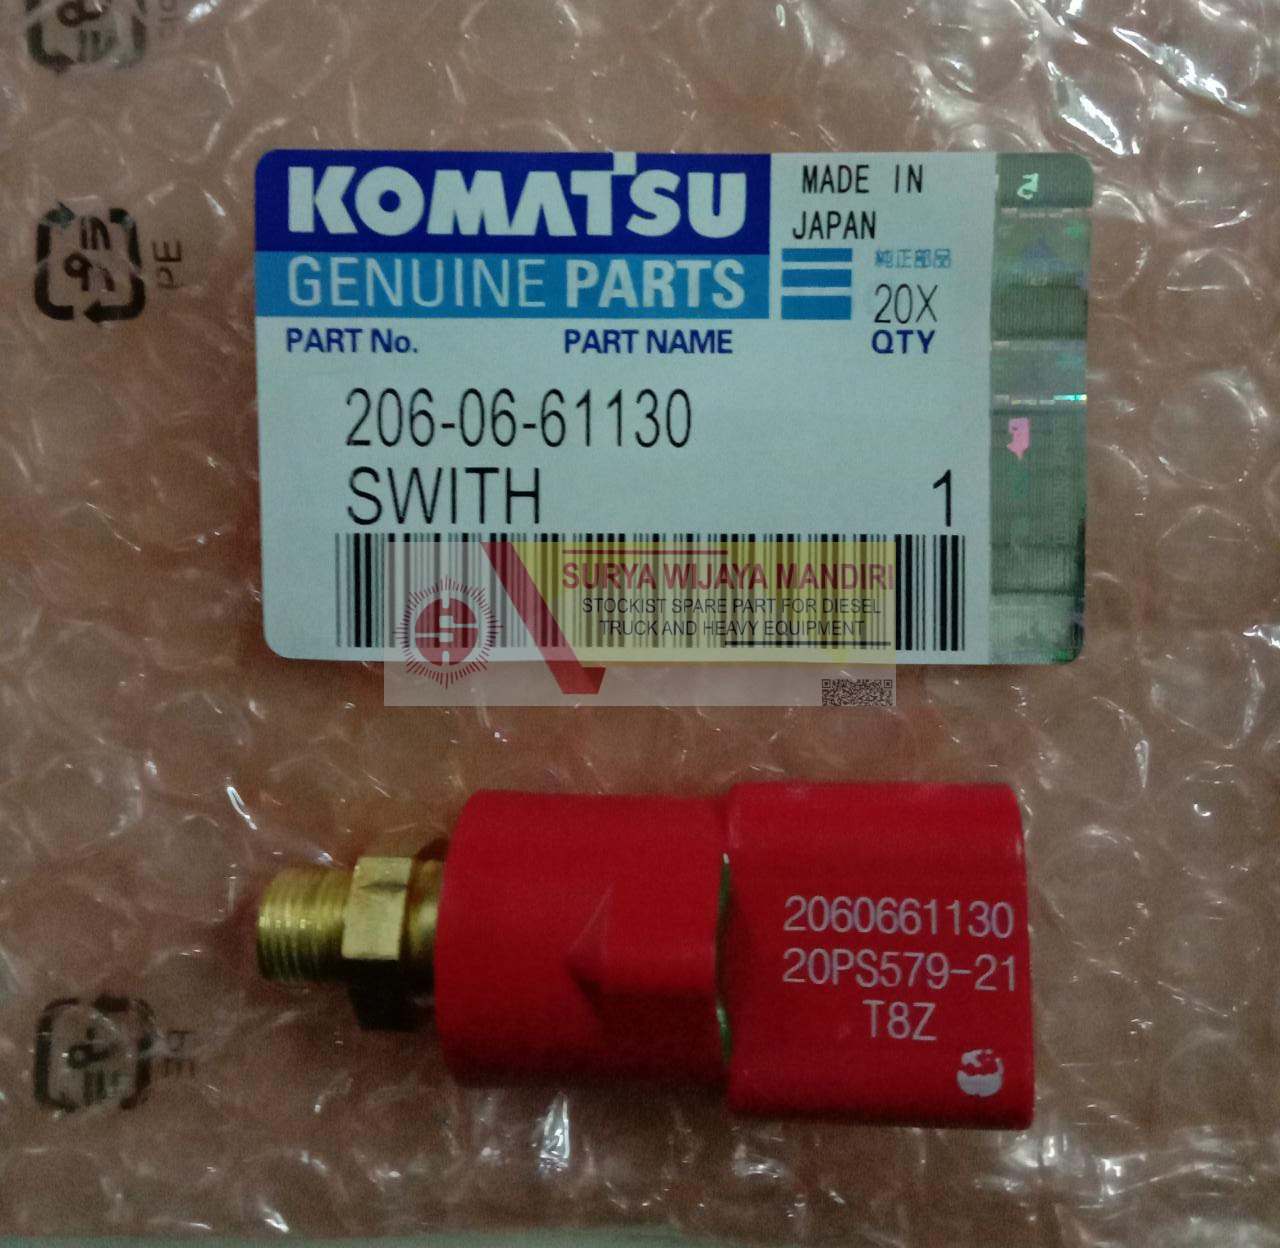 KOMATSU
MADE IN
JAPAN
GENUINE PARTS
純正部品
20X
PART No.
PART NAME
QTY
206-06-61130
SWITH
1
SURYA WIJAYA MANDIRI
STOCKIST SPARE PART FOR DIESEL
TRUCK AND HEAVY EQUIPMENT
PE
2060661130
20PS579-21
T8Z